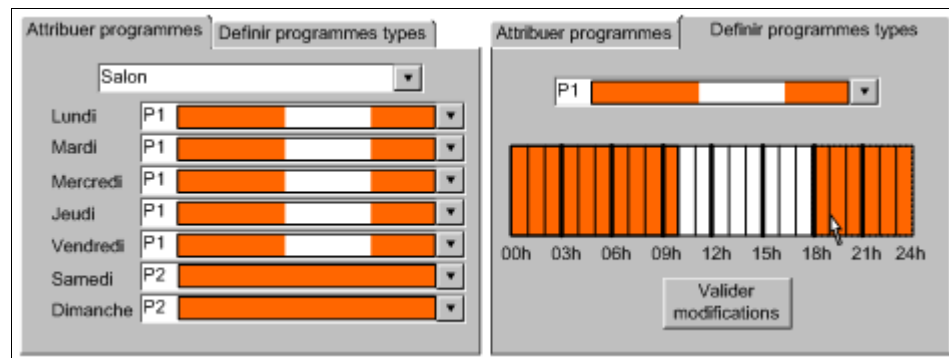 Attribuer programmes Definir programmes types
Salon
Lundi P1
Mardi P1
Mercredi P1
Jeudi P1
Vendredi P1
Samedi P2
Dimanche P2
Attribuer programmes Definir programmes types
P1
00h 03h 06h 09h 12h 15h 18h 21h 24h
Valider
modifications